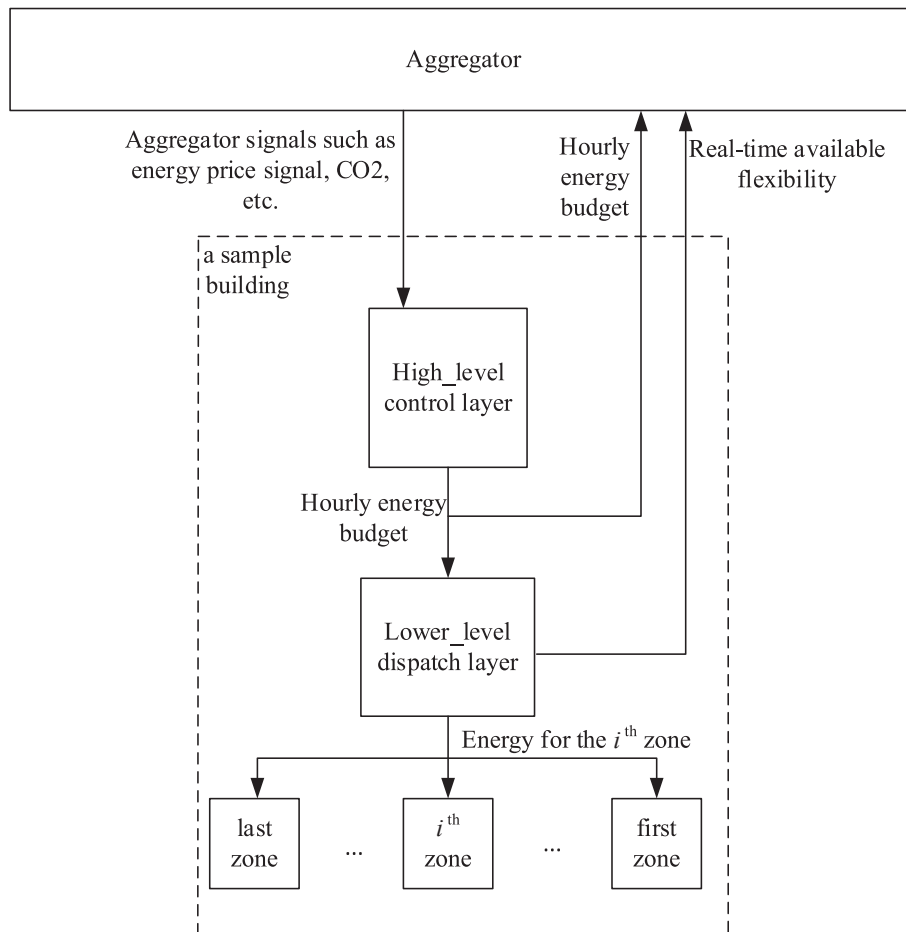 Aggregator
Aggregator signals such as
energy price signal, CO2,
etc.
Hourly
energy
budget
Real-time available
flexibility
a sample
building
High_level
control layer
Hourly energy
budget
Lower_level
dispatch layer
Energy for the i th zone
last
zone
...
i th
zone
...
first
zone